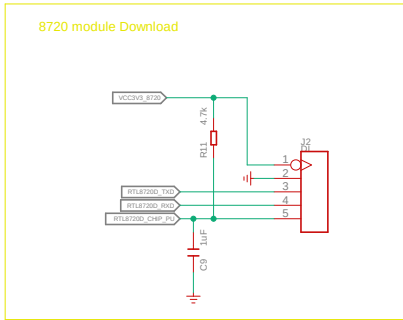 8720 module Download
VCC3V3_8720
4.7k
R11
J2
1
2
3
4
5
RTL8720D_TXD
RTL8720D_RXD
RTL8720D_CHIP_PU
1uF
C9